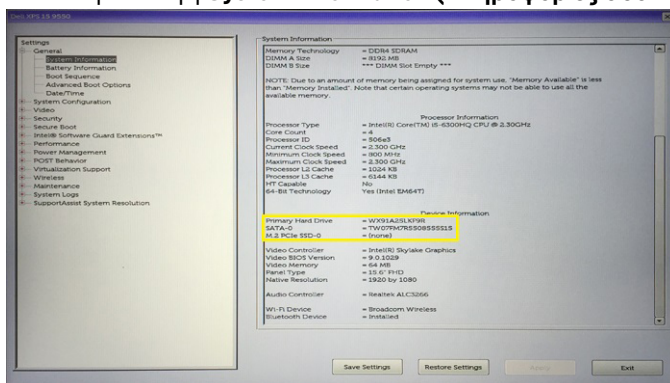 Dell XPS 15 9550
Settings
General
System Information
Battery Information
Boot Sequence
Advanced Boot Options
Date/Time
System Configuration
Video
Security
Secure Boot
Intel® Software Guard Extensions™
Performance
Power Management
POST Behavior
Virtualization Support
Wireless
Maintenance
System Logs
SupportAssist System Resolution
System Information
Memory Technology = DDR4 SDRAM
DIMM A Size = 8192 MB
DIMM B Size *** DIMM Slot Empty ***
NOTE: Due to an amount of memory being assigned for system use, "Memory Available" is less
than "Memory Installed". Note that certain operating systems may not be able to use all the
available memory.
Processor Information
Processor Type = Intel(R) Core(TM) i5-6300HQ CPU @ 2.30GHz
Core Count = 4
Processor ID = 506e3
Current Clock Speed = 2.300 GHz
Minimum Clock Speed = 800 MHz
Maximum Clock Speed = 2.300 GHz
Processor L2 Cache = 1024 KB
Processor L3 Cache = 6144 KB
HT Capable No
64-Bit Technology Yes (Intel EM64T)
Device Information
Primary Hard Drive = WX91A25LKP9R
SATA-0 = TW07FM7R5508555515
M.2 PCIe SSD-0 = (none)
Video Controller = Intel(R) Skylake Graphics
Video BIOS Version = 9.0.1029
Video Memory = 64 MB
Panel Type = 15.6" FHD
Native Resolution = 1920 by 1080
Audio Controller = Realtek ALC3266
Wi-Fi Device = Broadcom Wireless
Bluetooth Device = Installed
Save Settings
Restore Settings
Apply
Exit